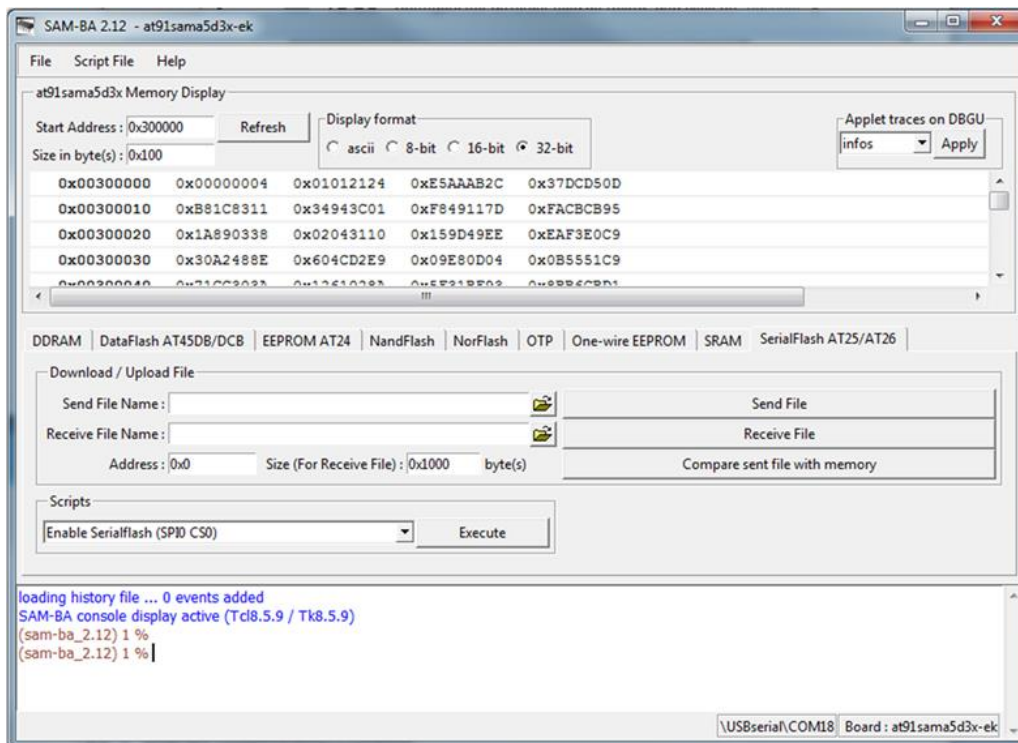 SAM-BA 2.12 - at91sama5d3x-ek
File Script File Help
at91sama5d3x Memory Display
Start Address : 0x300000 Refresh
Size in byte(s) : 0x100
Display format
ascii 8-bit 16-bit 32-bit
Applet traces on DBGU
infos Apply
0x00300000 0x00000004 0x01012124 0xE5AAAB2C 0x37DCD50D
0x00300010 0xB81C8311 0x34943C01 0xF849117D 0xFACBCB95
0x00300020 0x1A890338 0x02043110 0x159D49EE 0xEAF3E0C9
0x00300030 0x30A2488E 0x604CD2E9 0x09E80D04 0x0B5551C9
DDRAM DataFlash AT45DB/DCB EEPROM AT24 NandFlash NorFlash OTP One-wire EEPROM SRAM SerialFlash AT25/AT26
Download / Upload File
Send File Name : Send File
Receive File Name : Receive File
Address : 0x0 Size (For Receive File) : 0x1000 byte(s) Compare sent file with memory
Scripts
Enable Serialflash (SPI0 CS0) Execute
loading history file ... 0 events added
SAM-BA console display active (Tcl8.5.9 / Tk8.5.9)
(sam-ba_2.12) 1 %
(sam-ba_2.12) 1 %
\USBserial\COM18 Board : at91sama5d3x-ek